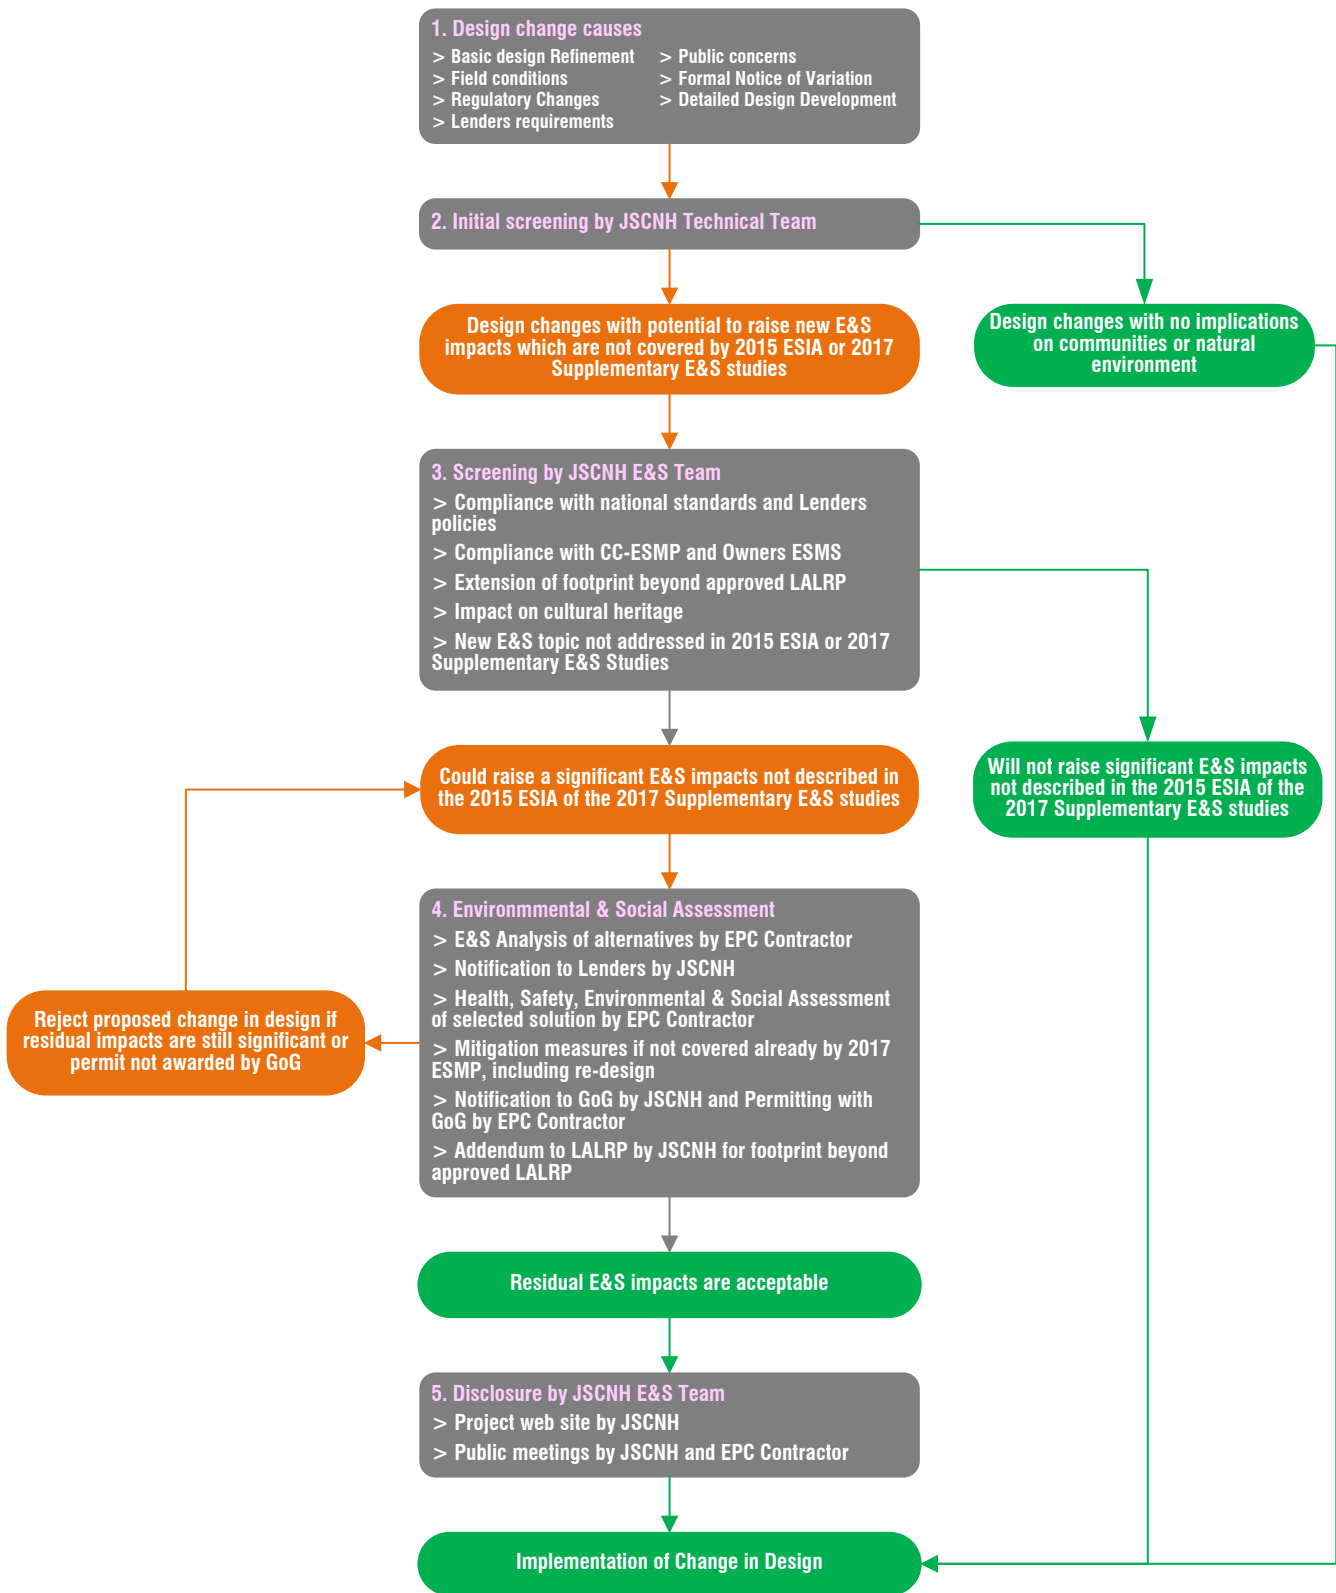 1. Design change causes
> Basic design Refinement
> Field conditions
> Regulatory Changes
> Lenders requirements
> Public concerns
> Formal Notice of Variation
> Detailed Design Development
2. Initial screening by JSCNH Technical Team
Design changes with potential to raise new E&S
impacts which are not covered by 2015 ESIA or 2017
Supplementary E&S studies
Design changes with no implications
on communities or natural
environment
3. Screening by JSCNH E&S Team
> Compliance with national standards and Lenders
policies
> Compliance with CC-ESMP and Owners ESMS
> Extension of footprint beyond approved LALRP
> Impact on cultural heritage
> New E&S topic not addressed in 2015 ESIA or 2017
Supplementary E&S Studies
Could raise a significant E&S impacts not described in
the 2015 ESIA of the 2017 Supplementary E&S studies
Will not raise significant E&S impacts
not described in the 2015 ESIA of the
2017 Supplementary E&S studies
4. Environmmental & Social Assessment
> E&S Analysis of alternatives by EPC Contractor
> Notification to Lenders by JSCNH
> Health, Safety, Environmental & Social Assessment
of selected solution by EPC Contractor
> Mitigation measures if not covered already by 2017
ESMP, including re-design
> Notification to GoG by JSCNH and Permitting with
GoG by EPC Contractor
> Addendum to LALRP by JSCNH for footprint beyond
approved LALRP
Reject proposed change in design if
residual impacts are still significant or
permit not awarded by GoG
Residual E&S impacts are acceptable
5. Disclosure by JSCNH E&S Team
> Project web site by JSCNH
> Public meetings by JSCNH and EPC Contractor
Implementation of Change in Design